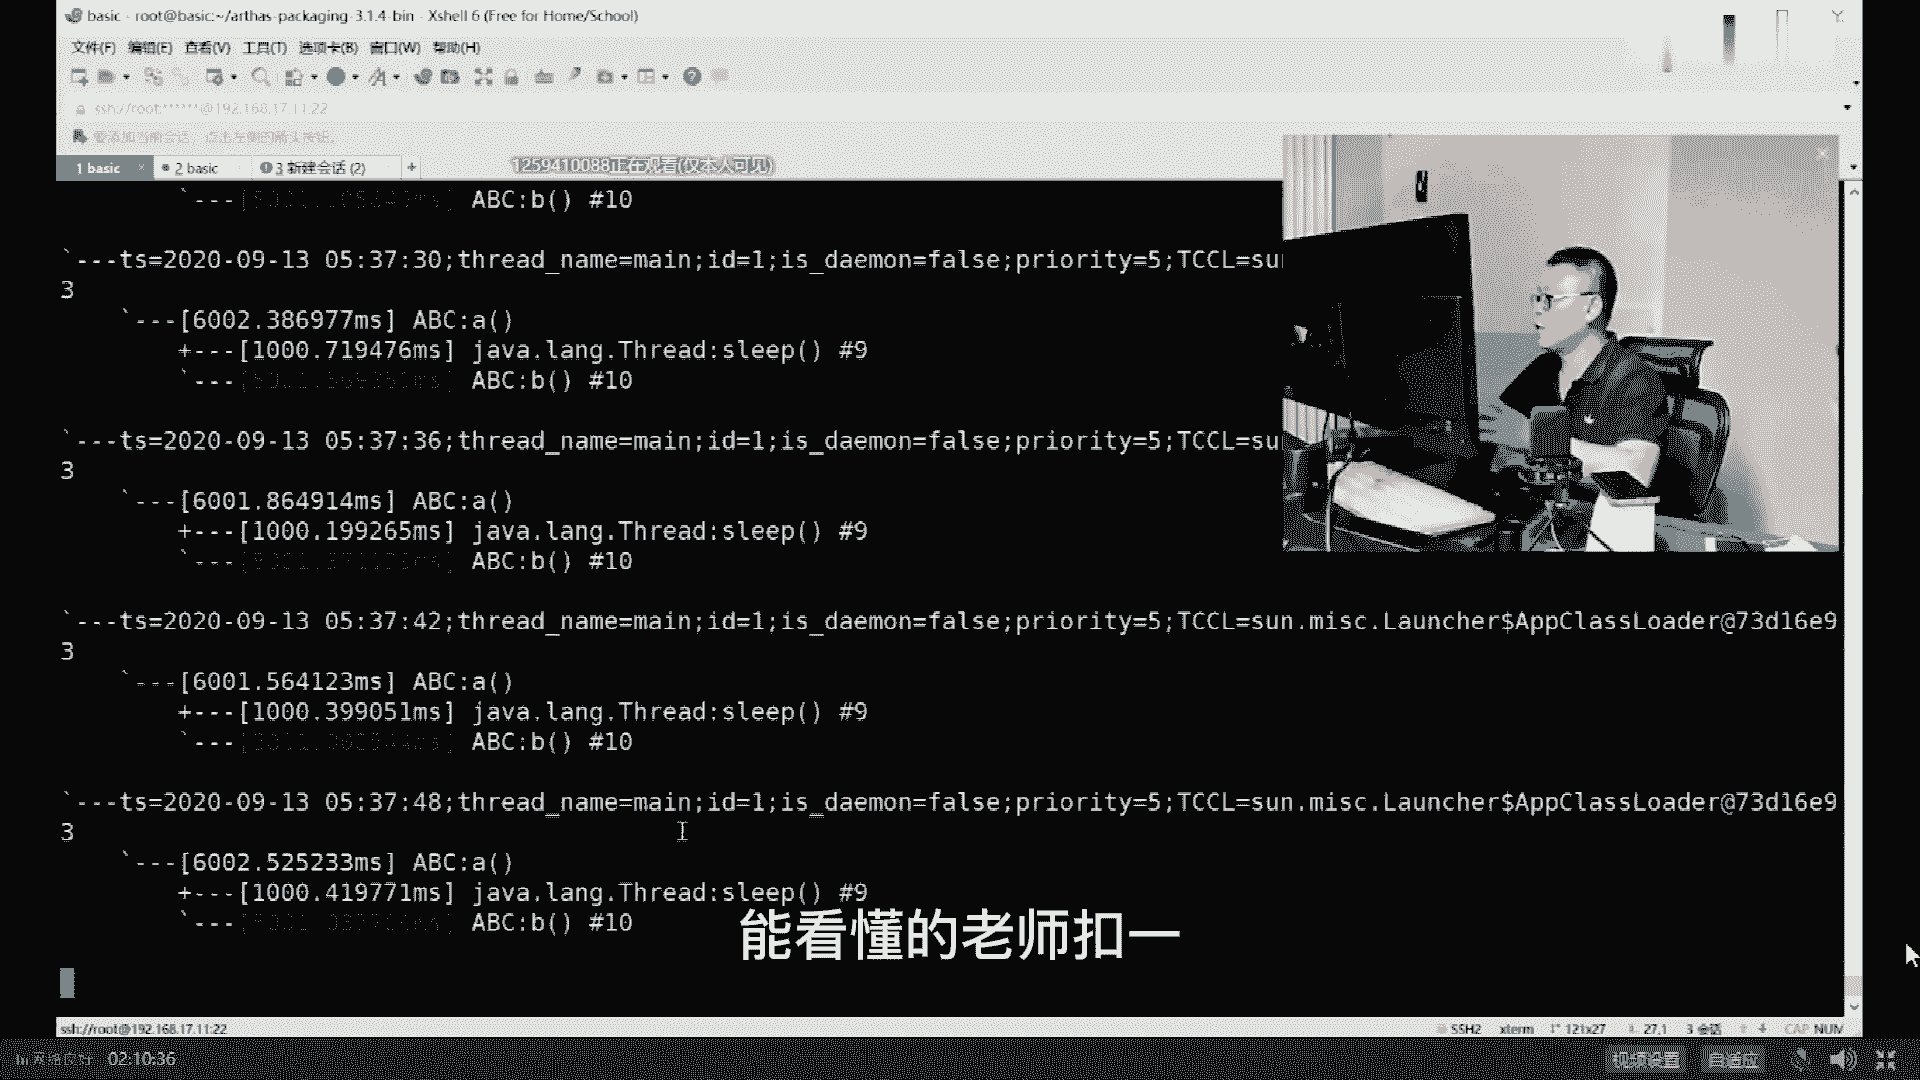 basic - root@basic:~/arthas-packaging-3.1.4-bin - Xshell 6 (Free for Home/School)
文件(F) 编辑(E) 查看(V) 工具(T) 选项卡(B) 窗口(W) 帮助(H)
ssh://root:******@192.168.17.11:22
要添加当前会话，点击左侧的箭头按钮。
1 basic × 2 basic 3 新建会话 (2) +
1259410088正在观看(仅本人可见)
`---[ ABC:b() #10
`---ts=2020-09-13 05:37:30;thread_name=main;id=1;is_daemon=false;priority=5;TCCL=sun
3
`---[6002.386977ms] ABC:a()
+---[1000.719476ms] java.lang.Thread:sleep() #9
`---[ ABC:b() #10
`---ts=2020-09-13 05:37:36;thread_name=main;id=1;is_daemon=false;priority=5;TCCL=sun
3
`---[6001.864914ms] ABC:a()
+---[1000.199265ms] java.lang.Thread:sleep() #9
`---[ ABC:b() #10
`---ts=2020-09-13 05:37:42;thread_name=main;id=1;is_daemon=false;priority=5;TCCL=sun.misc.Launcher$AppClassLoader@73d16e9
3
`---[6001.564123ms] ABC:a()
+---[1000.399051ms] java.lang.Thread:sleep() #9
`---[ ABC:b() #10
`---ts=2020-09-13 05:37:48;thread_name=main;id=1;is_daemon=false;priority=5;TCCL=sun.misc.Launcher$AppClassLoader@73d16e9
3
`---[6002.525233ms] ABC:a()
+---[1000.419771ms] java.lang.Thread:sleep() #9
`---[ ABC:b() #10
能看懂的老师扣一
ssh://root@192.168.17.11:22 SSH2 xterm 121x27 27,1 3 会话 CAP NUM
网络良好 02:10:36 视频设置 自适应